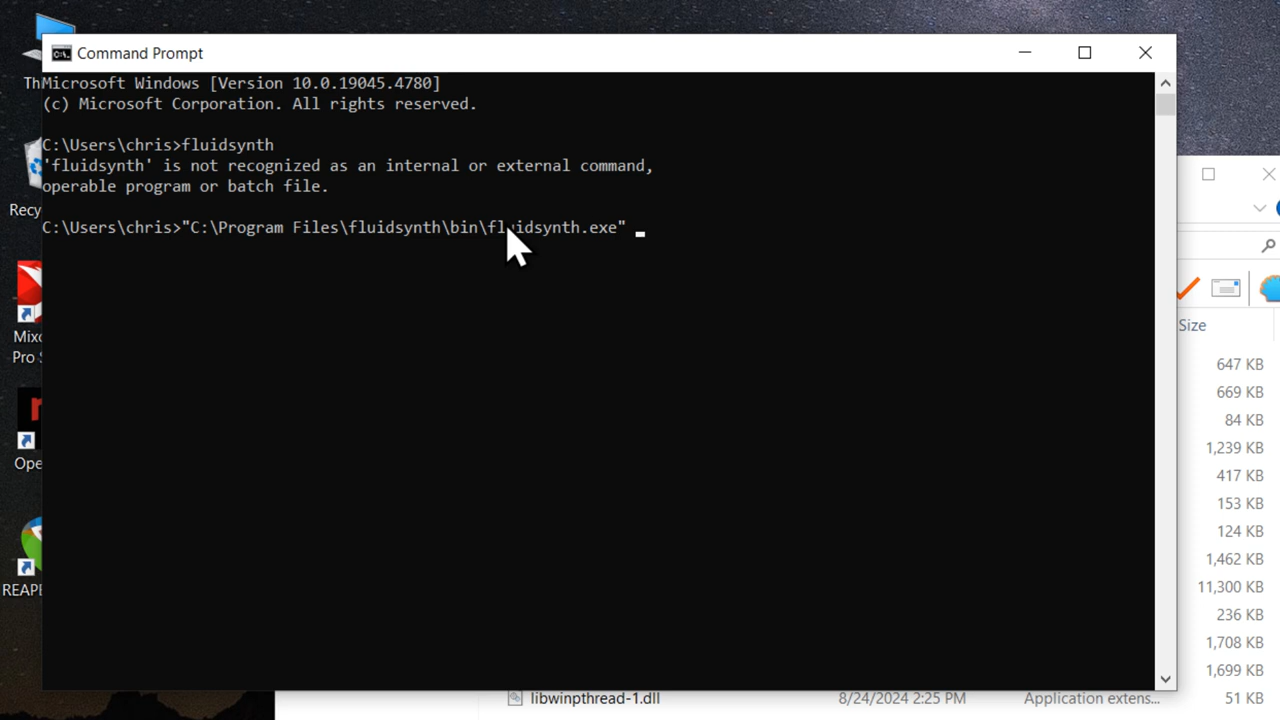 Command Prompt
Th
Microsoft Windows [Version 10.0.19045.4780]
(c) Microsoft Corporation. All rights reserved.
C:\Users\chris>fluidsynth
'fluidsynth' is not recognized as an internal or external command,
operable program or batch file.
C:\Users\chris>"C:\Program Files\fluidsynth\bin\fluidsynth.exe"
Recy
Mixc
Pro S
Ope
REAPE
Size
647 KB
669 KB
84 KB
1,239 KB
417 KB
153 KB
124 KB
1,462 KB
11,300 KB
236 KB
1,708 KB
1,699 KB
libwinpthread-1.dll 8/24/2024 2:25 PM Application extens... 51 KB